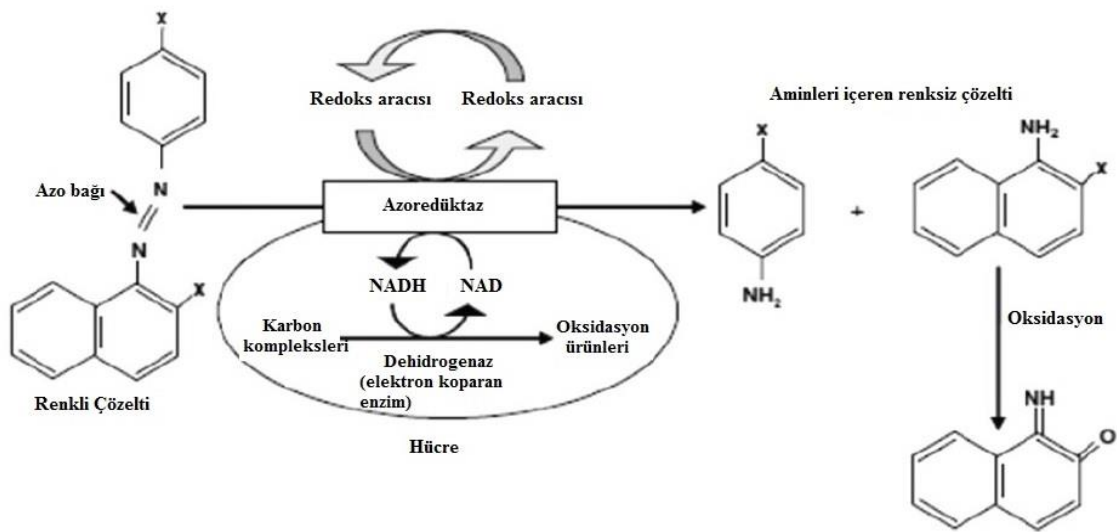 X
Redoks aracısı Redoks aracısı
Aminleri içeren renksiz çözelti
NH₂
X
X
Azo bağı
N
Azoredüktaz
+
N
X
NADH NAD
NH₂
Karbon
kompleksleri
Oksidasyon
ürünleri
Oksidasyon
Dehidrogenaz
(elektron koparan
enzim)
Renkli Çözelti
Hücre
NH
O